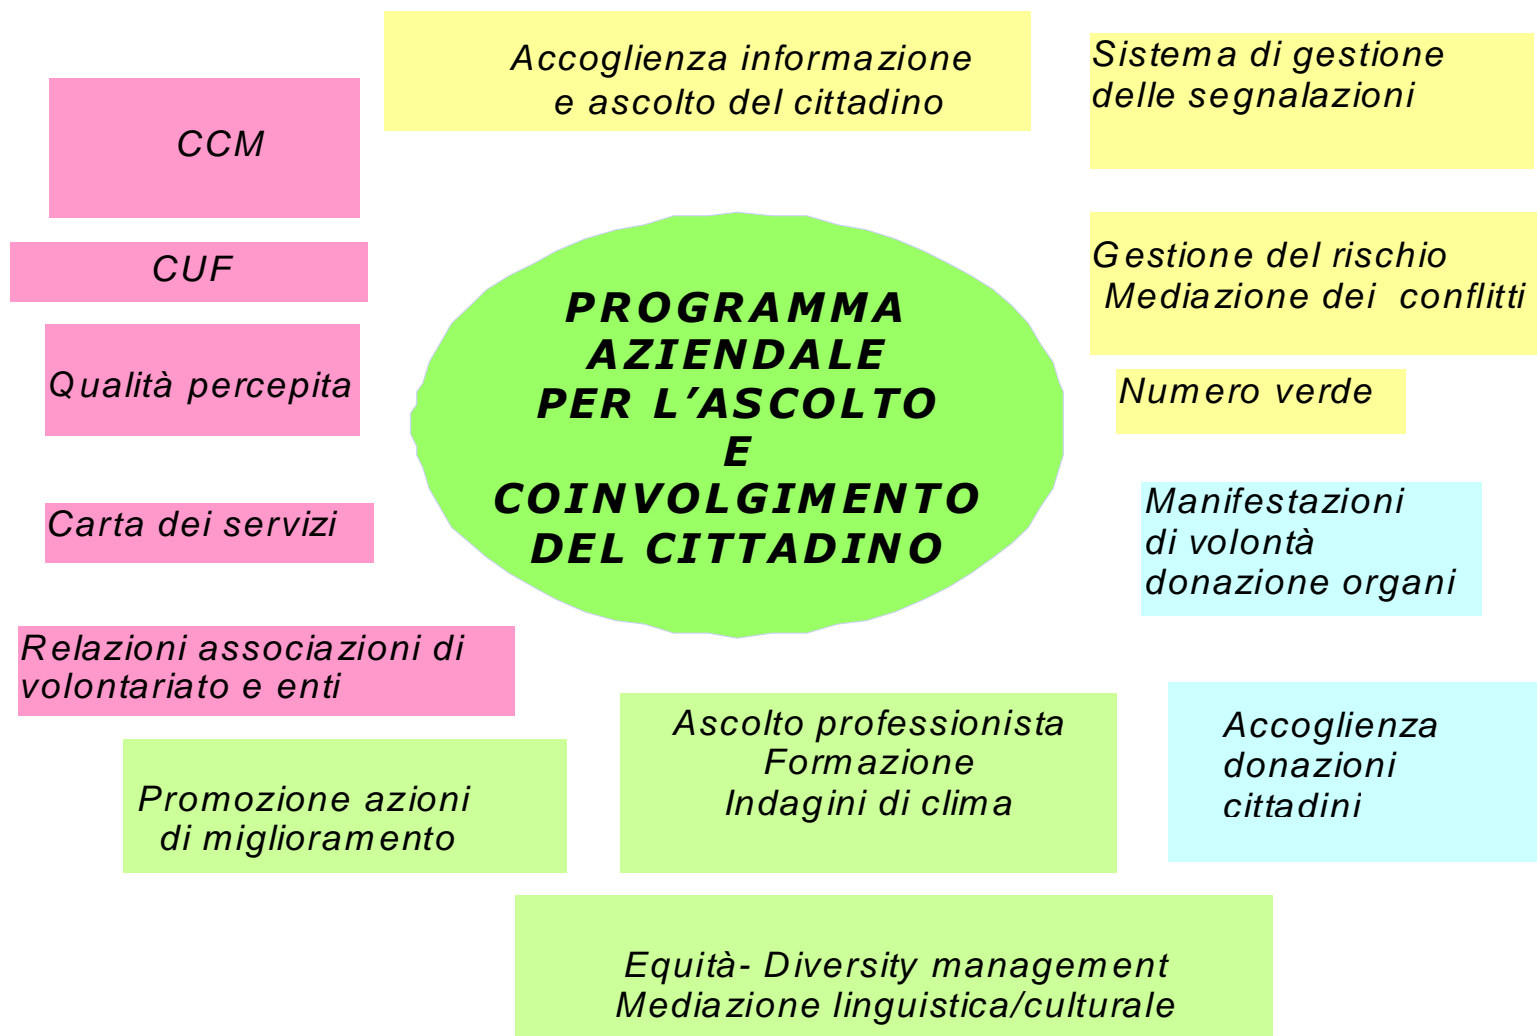 Accoglienza informazione
e ascolto del cittadino
Sistema di gestione
delle segnalazioni
CCM
CUF
Gestione del rischio
Mediazione dei conflitti
PROGRAMMA
AZIENDALE
PER L’ASCOLTO
E
COINVOLGIMENTO
DEL CITTADINO
Qualità percepita
Numero verde
Carta dei servizi
Manifestazioni
di volontà
donazione organi
Relazioni associazioni di
volontariato e enti
Ascolto professionista
Formazione
Indagini di clima
Accoglienza
donazioni
cittadini
Promozione azioni
di miglioramento
Equità- Diversity management
Mediazione linguistica/culturale